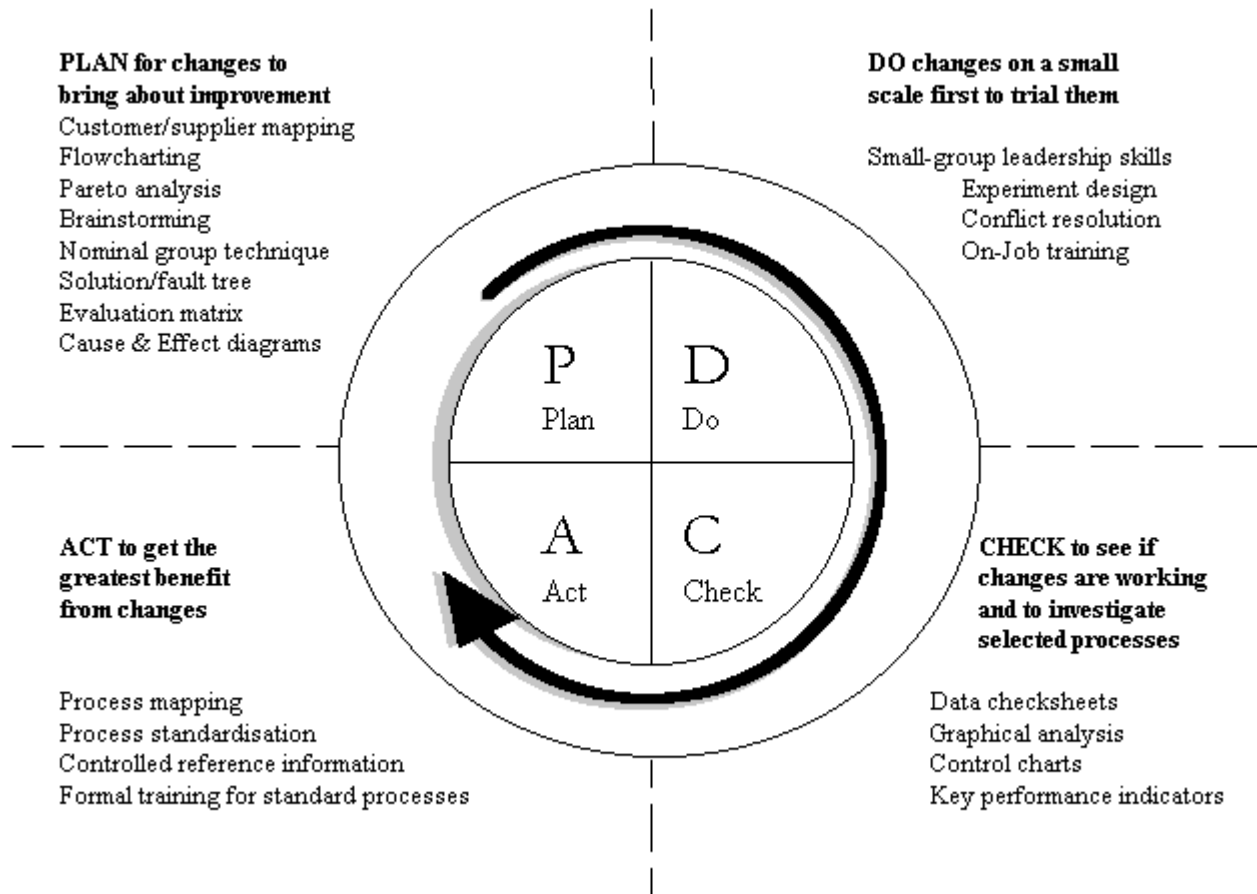 PLAN for changes to
bring about improvement
Customer/supplier mapping
Flowcharting
Pareto analysis
Brainstorming
Nominal group technique
Solution/fault tree
Evaluation matrix
Cause & Effect diagrams
DO changes on a small
scale first to trial them
Small-group leadership skills
Experiment design
Conflict resolution
On-Job training
P
Plan
D
Do
A
Act
C
Check
ACT to get the
greatest benefit
from changes
Process mapping
Process standardisation
Controlled reference information
Formal training for standard processes
CHECK to see if
changes are working
and to investigate
selected processes
Data checksheets
Graphical analysis
Control charts
Key performance indicators